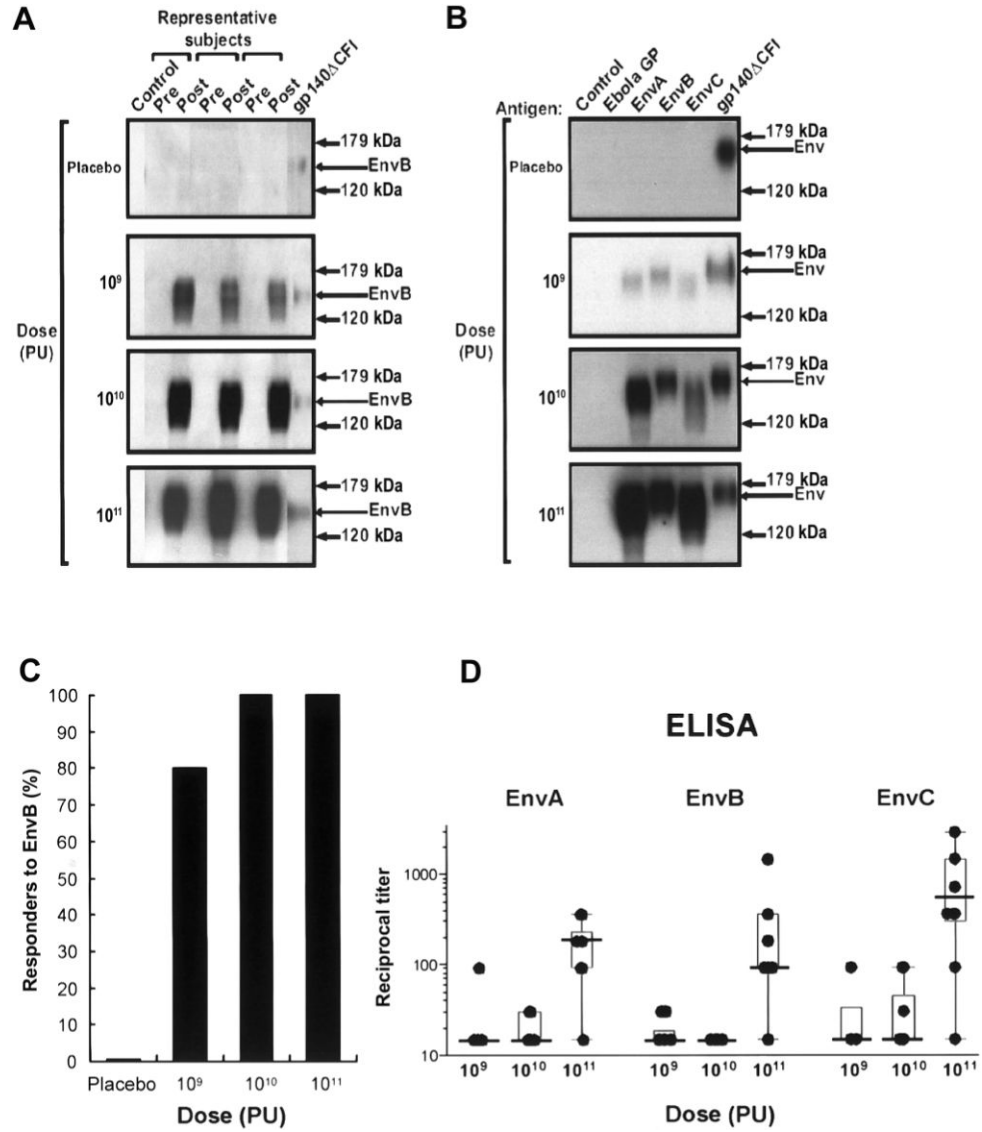 A
Representative
subjects
Control
Pre
Post
Pre
Post
Pre
Post
gp140ΔCFI
Placebo
179 kDa
EnvB
120 kDa
10⁹
179 kDa
EnvB
120 kDa
Dose
(PU)
10¹⁰
179 kDa
EnvB
120 kDa
10¹¹
179 kDa
EnvB
120 kDa
B
Antigen:
Control
Ebola GP
EnvA
EnvB
EnvC
gp140ΔCFI
Placebo
179 kDa
Env
120 kDa
10⁹
179 kDa
Env
120 kDa
Dose
(PU)
10¹⁰
179 kDa
Env
120 kDa
10¹¹
179 kDa
Env
120 kDa
C
Responders to EnvB (%)
100
90
80
70
60
50
40
30
20
10
0
Placebo 10⁹ 10¹⁰ 10¹¹
Dose (PU)
D
ELISA
EnvA EnvB EnvC
Reciprocal titer
1000
100
10
10⁹ 10¹⁰ 10¹¹ 10⁹ 10¹⁰ 10¹¹ 10⁹ 10¹⁰ 10¹¹
Dose (PU)